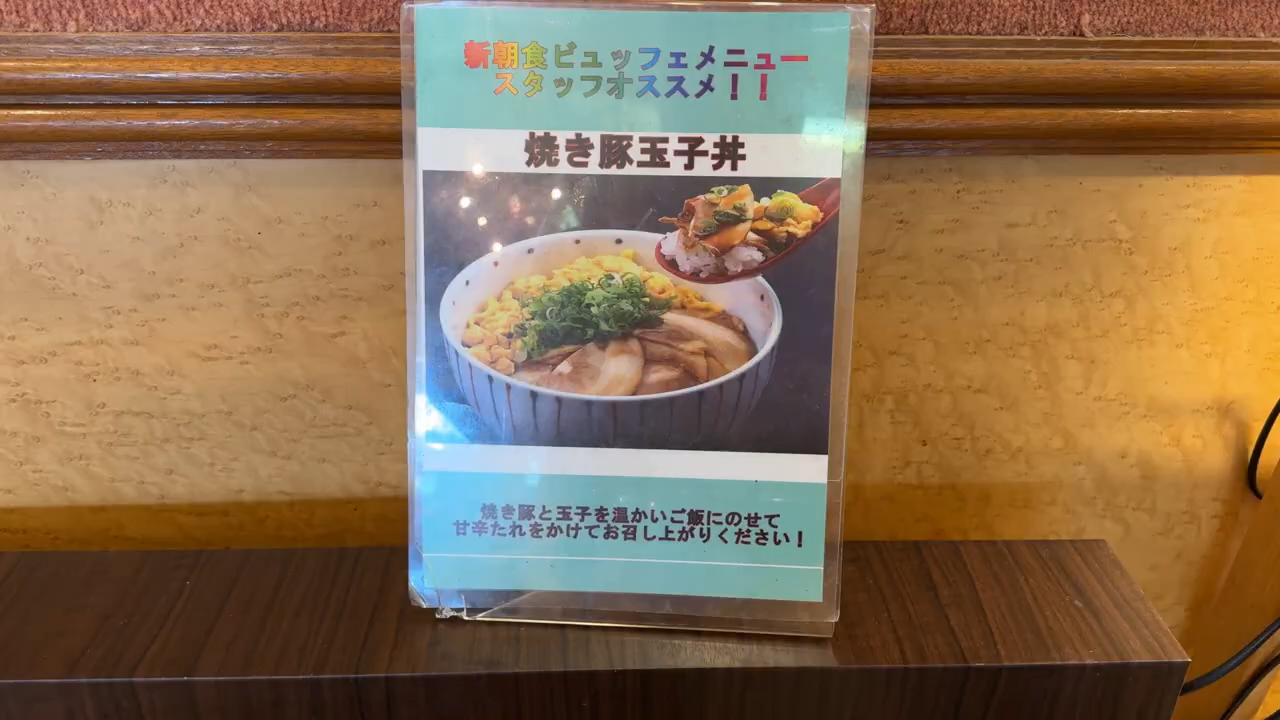 新朝食ビュッフェメニュー
スタッフオススメ！！
焼き豚玉子丼
焼き豚と玉子を温かいご飯にのせて
甘辛たれをかけてお召し上がりください！